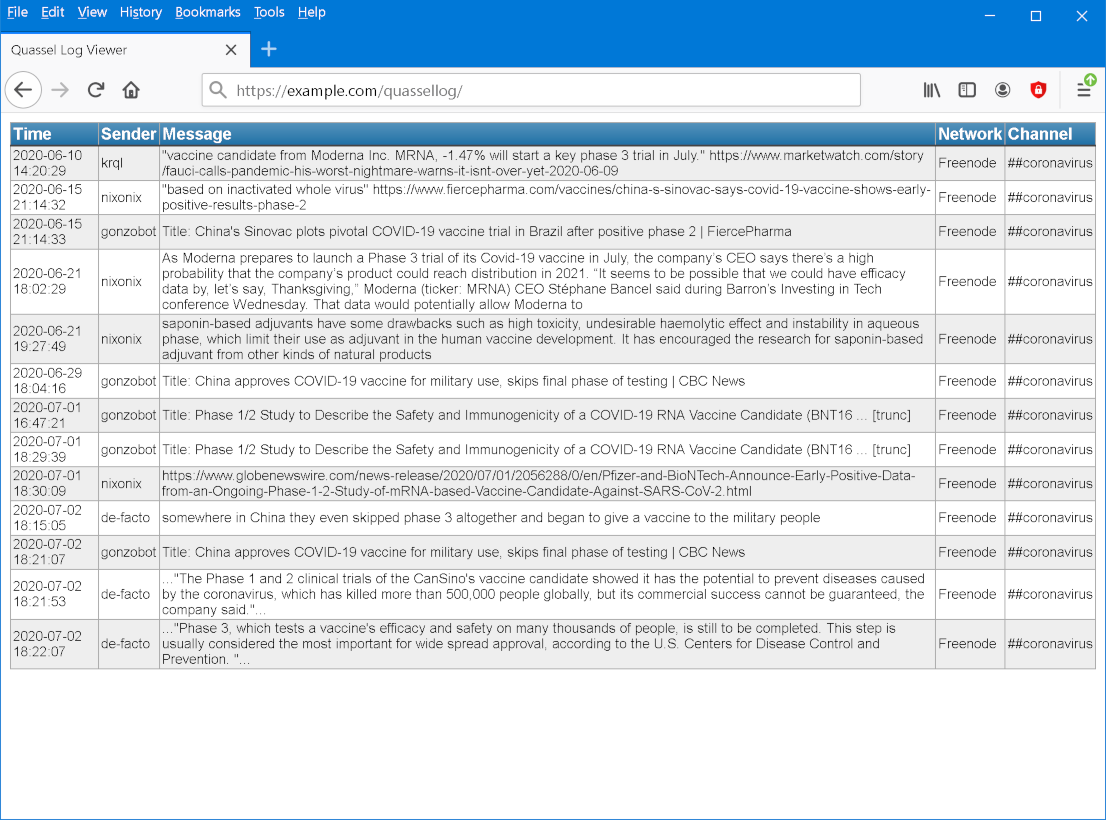 File Edit View History Bookmarks Tools Help
Quassel Log Viewer
https://example.com/quassellog/
Time Sender Message Network Channel
2020-06-10
14:20:29
krql
"vaccine candidate from Moderna Inc. MRNA, -1.47% will start a key phase 3 trial in July." https://www.marketwatch.com/story
/fauci-calls-pandemic-his-worst-nightmare-warns-it-isnt-over-yet-2020-06-09
Freenode ##coronavirus
2020-06-15
21:14:32
nixonix
"based on inactivated whole virus" https://www.fiercepharma.com/vaccines/china-s-sinovac-says-covid-19-vaccine-shows-early-
positive-results-phase-2
Freenode ##coronavirus
2020-06-15
21:14:33
gonzobot
Title: China's Sinovac plots pivotal COVID-19 vaccine trial in Brazil after positive phase 2 | FiercePharma
Freenode ##coronavirus
2020-06-21
18:02:29
nixonix
As Moderna prepares to launch a Phase 3 trial of its Covid-19 vaccine in July, the company’s CEO says there’s a high
probability that the company’s product could reach distribution in 2021. “It seems to be possible that we could have efficacy
data by, let’s say, Thanksgiving,” Moderna (ticker: MRNA) CEO Stéphane Bancel said during Barron’s Investing in Tech
conference Wednesday. That data would potentially allow Moderna to
Freenode ##coronavirus
2020-06-21
19:27:49
nixonix
saponin-based adjuvants have some drawbacks such as high toxicity, undesirable haemolytic effect and instability in aqueous
phase, which limit their use as adjuvant in the human vaccine development. It has encouraged the research for saponin-based
adjuvant from other kinds of natural products
Freenode ##coronavirus
2020-06-29
18:04:16
gonzobot
Title: China approves COVID-19 vaccine for military use, skips final phase of testing | CBC News
Freenode ##coronavirus
2020-07-01
16:47:21
gonzobot
Title: Phase 1/2 Study to Describe the Safety and Immunogenicity of a COVID-19 RNA Vaccine Candidate (BNT16 ... [trunc]
Freenode ##coronavirus
2020-07-01
18:29:39
gonzobot
Title: Phase 1/2 Study to Describe the Safety and Immunogenicity of a COVID-19 RNA Vaccine Candidate (BNT16 ... [trunc]
Freenode ##coronavirus
2020-07-01
18:30:09
nixonix
https://www.globenewswire.com/news-release/2020/07/01/2056288/0/en/Pfizer-and-BioNTech-Announce-Early-Positive-Data-
from-an-Ongoing-Phase-1-2-Study-of-mRNA-based-Vaccine-Candidate-Against-SARS-CoV-2.html
Freenode ##coronavirus
2020-07-02
18:15:05
de-facto
somewhere in China they even skipped phase 3 altogether and began to give a vaccine to the military people
Freenode ##coronavirus
2020-07-02
18:21:07
gonzobot
Title: China approves COVID-19 vaccine for military use, skips final phase of testing | CBC News
Freenode ##coronavirus
2020-07-02
18:21:53
de-facto
..."The Phase 1 and 2 clinical trials of the CanSino's vaccine candidate showed it has the potential to prevent diseases caused
by the coronavirus, which has killed more than 500,000 people globally, but its commercial success cannot be guaranteed, the
company said."...
Freenode ##coronavirus
2020-07-02
18:22:07
de-facto
..."Phase 3, which tests a vaccine's efficacy and safety on many thousands of people, is still to be completed. This step is
usually considered the most important for wide spread approval, according to the U.S. Centers for Disease Control and
Prevention. "...
Freenode ##coronavirus